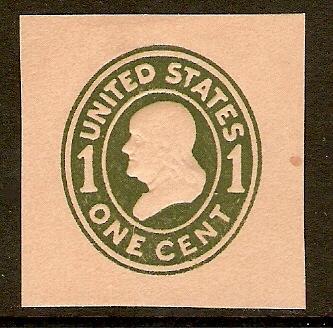 UNITED STATES
1 1
ONE CENT